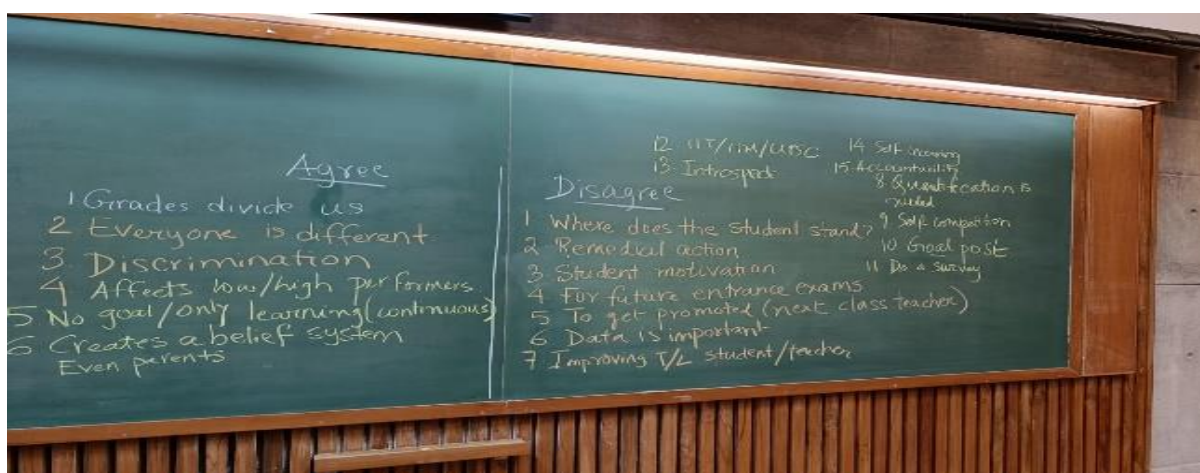 Agree
1 Grades divide us
2 Everyone is different
3 Discrimination
4 Affects low/high performers
5 No goal/only learning (continuous)
6 Creates a belief system
Even parents
Disagree
1 Where does the student stand?
2 Remedial action
3 Student motivation
4 For future entrance exams
5 To get promoted (next class teacher)
6 Data is important
7 Improving T/L student/teacher
8 Quantification is
needed
9 Self competition
10 Goal post
11 Do a survey
12 IIT/IIM/UPSC
13 Introspect
14 Self
15 Accountability